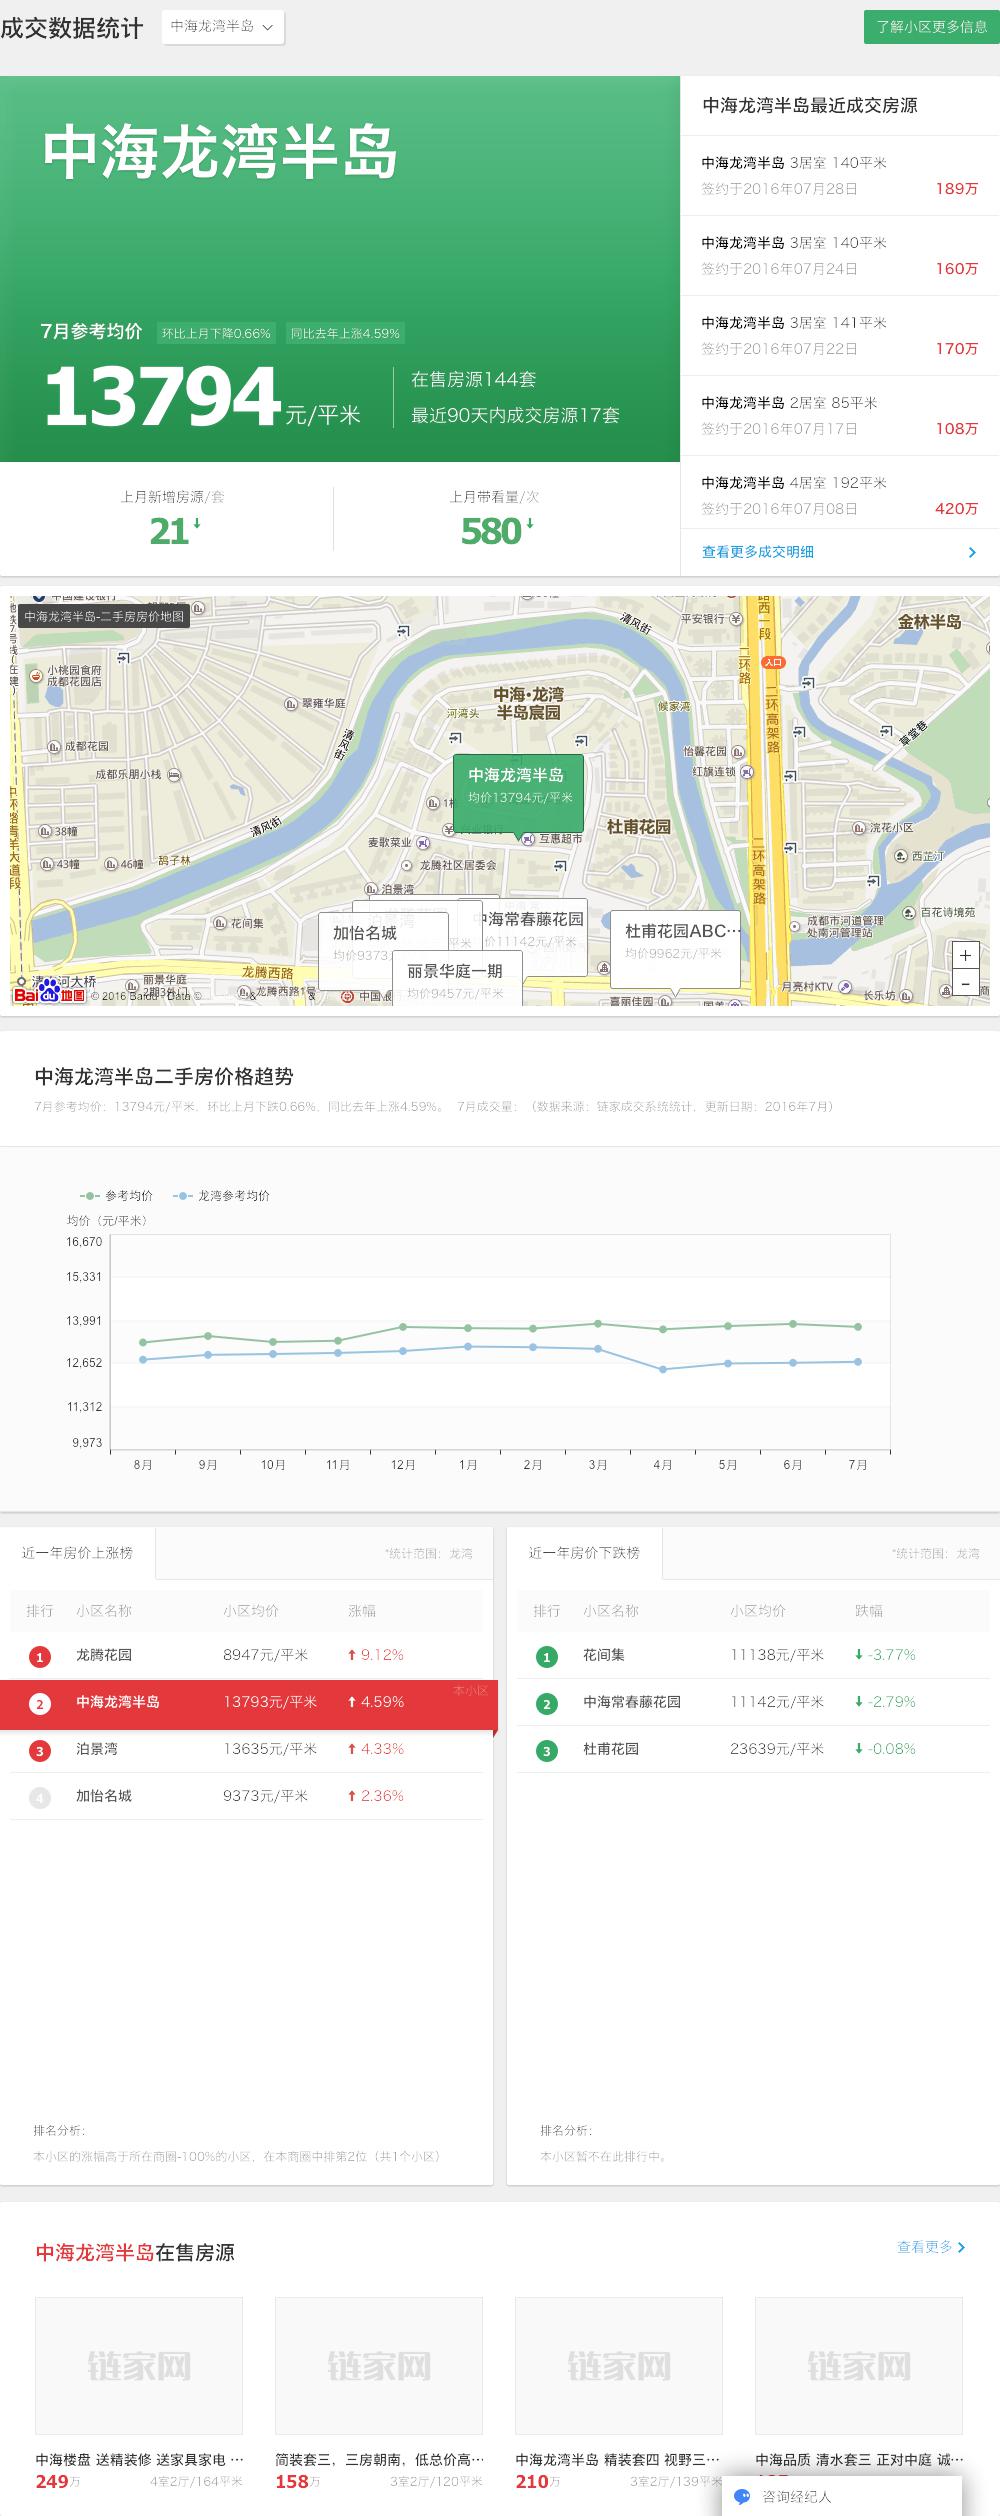 成交数据统计
中海龙湾半岛
了解小区更多信息
中海龙湾半岛
7月参考均价 环比上月下降0.66% 同比去年上涨4.59%
13794元/平米
在售房源144套
最近90天内成交房源17套
上月新增房源/套
21
上月带看量/次
580
中海龙湾半岛最近成交房源
中海龙湾半岛 3居室 140平米
签约于2016年07月28日 189万
中海龙湾半岛 3居室 140平米
签约于2016年07月24日 160万
中海龙湾半岛 3居室 141平米
签约于2016年07月22日 170万
中海龙湾半岛 2居室 85平米
签约于2016年07月17日 108万
中海龙湾半岛 4居室 192平米
签约于2016年07月08日 420万
查看更多成交明细
中海龙湾半岛-二手房房价地图
清风街
平安银行
金林半岛
二环路
入口
二环高架路
小桃园食府
成都花园店
翠雍华庭
河湾头
中海·龙湾
半岛宸园
候家湾
清风街
草堂巷
成都花园
怡馨花园
红旗连锁
成都乐朋小栈
中海龙湾半岛
均价13794元/平米
38幢
清风街
麦歌菜业
互惠超市
杜甫花园
浣花小区
43幢
46幢
鹞子林
龙腾社区居委会
二环高架路
西芷汀
泊景湾
花间集
加怡名城
均价9373
中海常春藤花园
价11142元/平米
杜甫花园ABC…
均价9962元/平米
成都市河道管理
处南河管理站
百花诗境苑
龙腾西路
丽景华庭一期
均价9457元/平米
丽景华庭
龙腾西路1号
中国银
喜丽佳园
月亮村KTV
长乐坊
Bai 地图
© 2016 Baidu
Data ©
+
-
中海龙湾半岛二手房价格趋势
7月参考均价：13794元/平米，环比上月下跌0.66%，同比去年上涨4.59%。 7月成交量：（数据来源：链家成交系统统计，更新日期：2016年7月）
参考均价 龙湾参考均价
均价（元/平米）
16,670
15,331
13,991
12,652
11,312
9,973
8月 9月 10月 11月 12月 1月 2月 3月 4月 5月 6月 7月
近一年房价上涨榜 *统计范围：龙湾
排行 小区名称 小区均价 涨幅
1 龙腾花园 8947元/平米 9.12%
本小区
2 中海龙湾半岛 13793元/平米 4.59%
3 泊景湾 13635元/平米 4.33%
4 加怡名城 9373元/平米 2.36%
排名分析：
本小区的涨幅高于所在商圈-100%的小区，在本商圈中排第2位（共1个小区）
近一年房价下跌榜 *统计范围：龙湾
排行 小区名称 小区均价 跌幅
1 花间集 11138元/平米 -3.77%
2 中海常春藤花园 11142元/平米 -2.79%
3 杜甫花园 23639元/平米 -0.08%
排名分析：
本小区暂不在此排行中。
中海龙湾半岛在售房源
查看更多
链家网 链家网 链家网 链家网
中海楼盘 送精装修 送家具家电 …
249万 4室2厅/164平米
简装套三，三房朝南，低总价高…
158万 3室2厅/120平米
中海龙湾半岛 精装套四 视野三…
210万 3室2厅/139平米
中海品质 清水套三 正对中庭 诚…
咨询经纪人